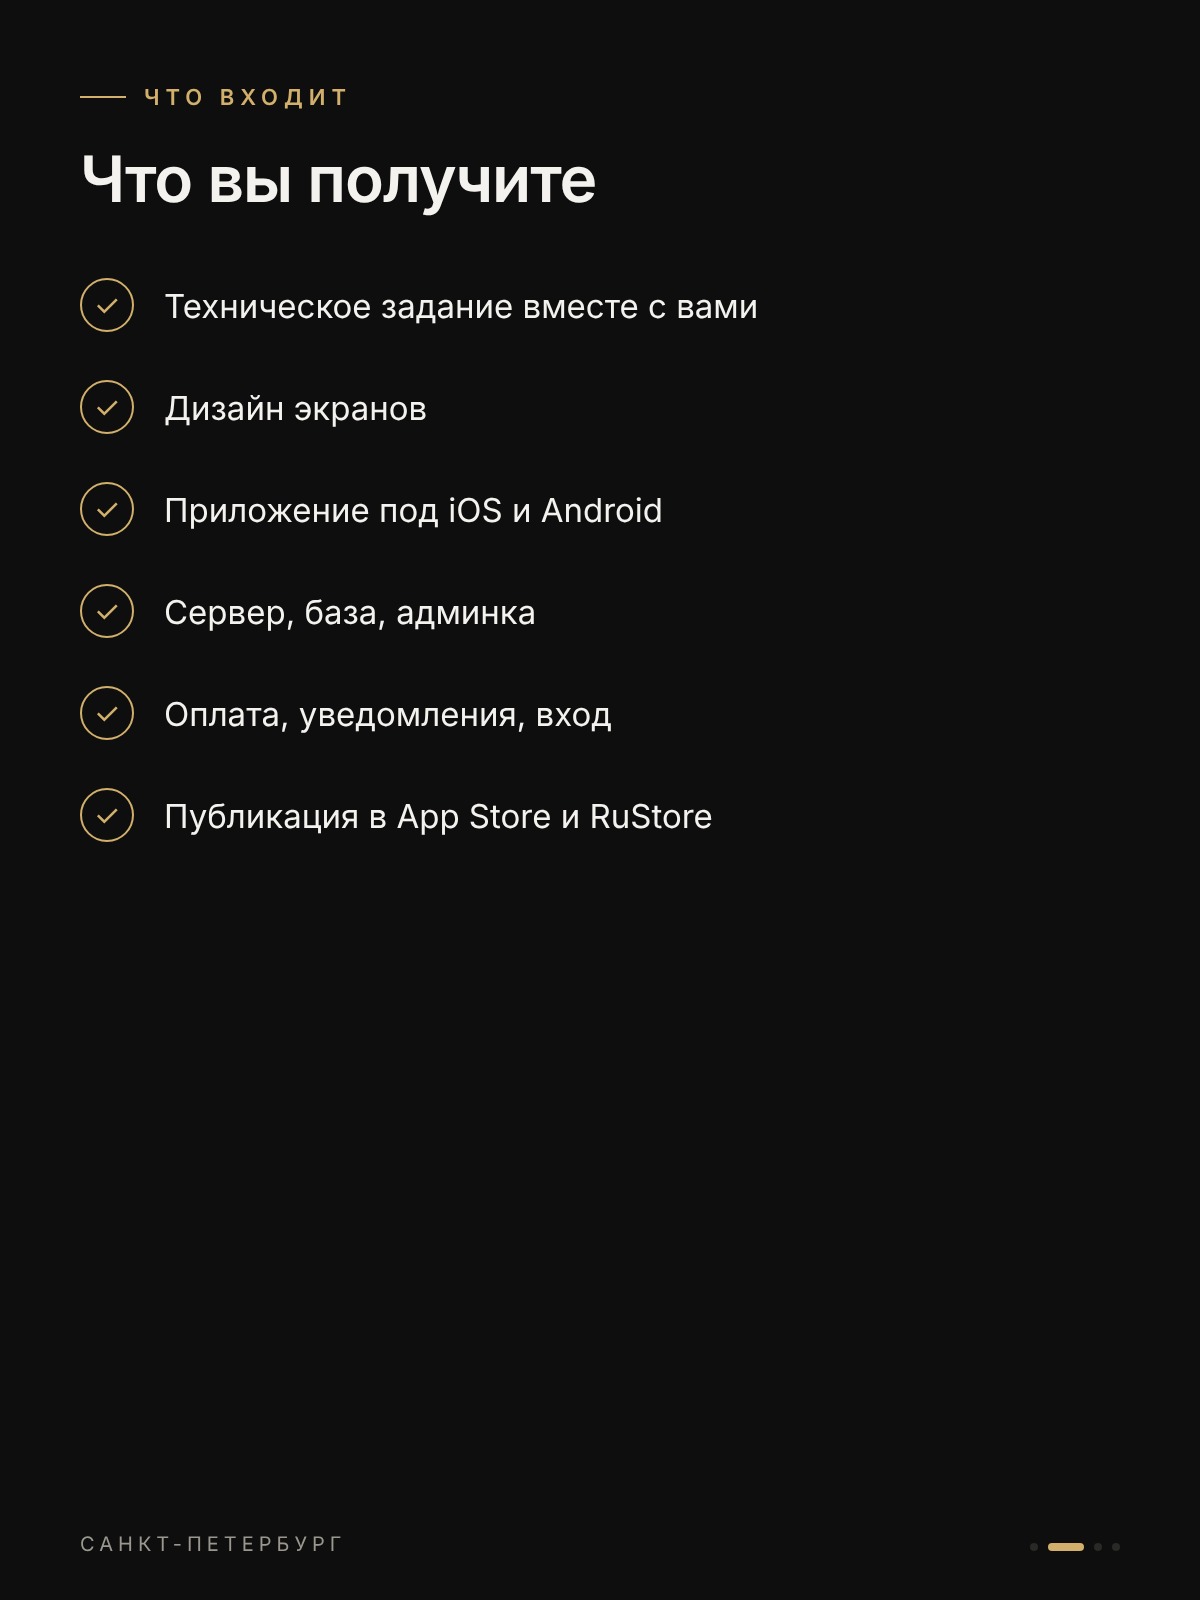 ЧТО ВХОДИТ
Что вы получите
Техническое задание вместе с вами
Дизайн экранов
Приложение под iOS и Android
Сервер, база, админка
Оплата, уведомления, вход
Публикация в App Store и RuStore
САНКТ-ПЕТЕРБУРГ